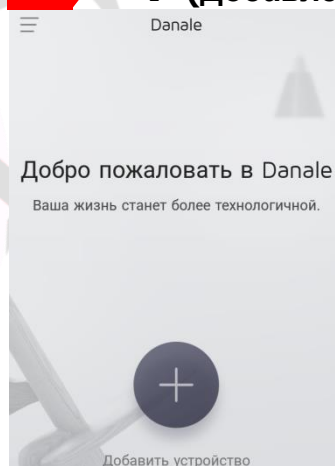 Danale
Добро пожаловать в Danale
Ваша жизнь станет более технологичной.
Добавить устройство